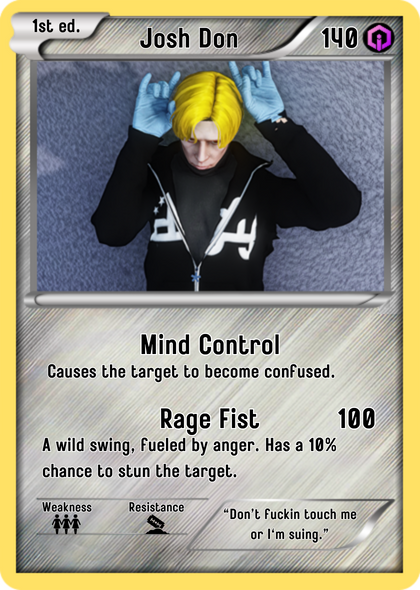 1st ed.
Josh Don 140
Mind Control
Causes the target to become confused.
Rage Fist 100
A wild swing, fueled by anger. Has a 10%
chance to stun the target.
Weakness Resistance
“Don't fuckin touch me
or I'm suing.”